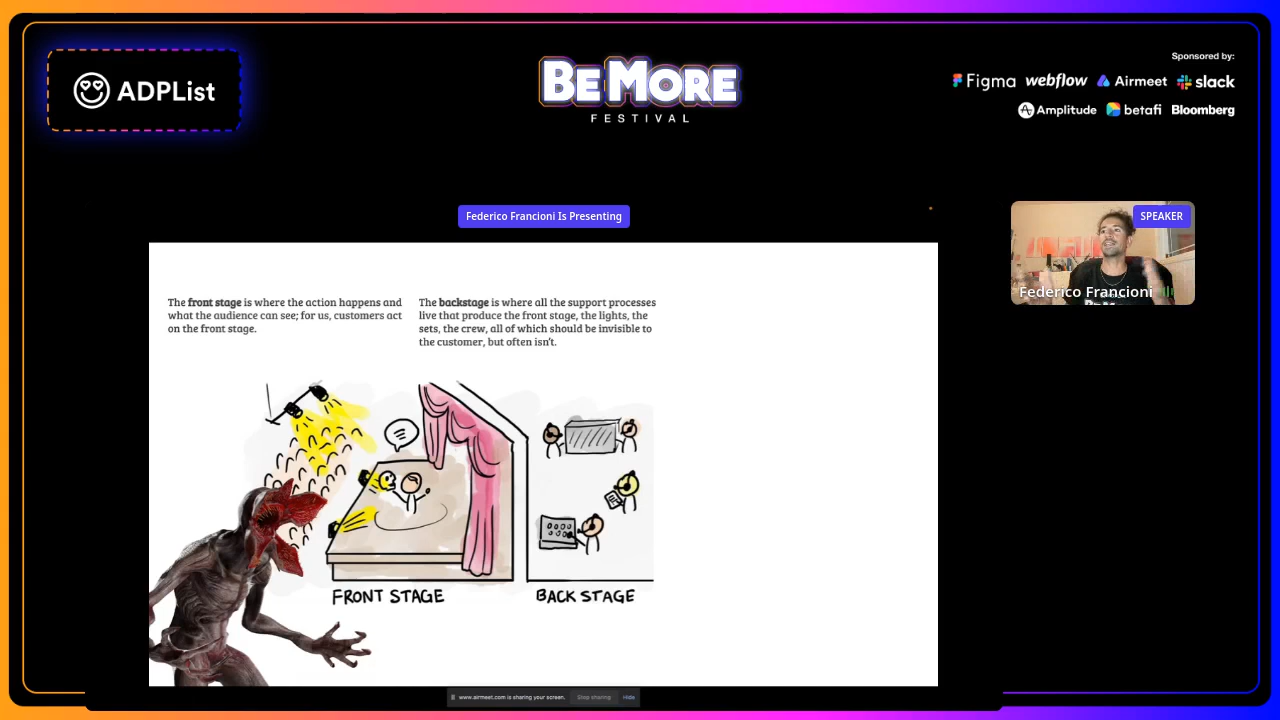 ADPList
BE MORE
FESTIVAL
Sponsored by:
Figma webflow Airmeet slack
Amplitude betafi Bloomberg
Federico Francioni Is Presenting
SPEAKER
Federico Francioni
The front stage is where the action happens and
what the audience can see; for us, customers act
on the front stage.
The backstage is where all the support processes
live that produce the front stage, the lights, the
sets, the crew, all of which should be invisible to
the customer, but often isn't.
FRONT STAGE
BACK STAGE
www.airmeet.com is sharing your screen. Stop sharing Hide